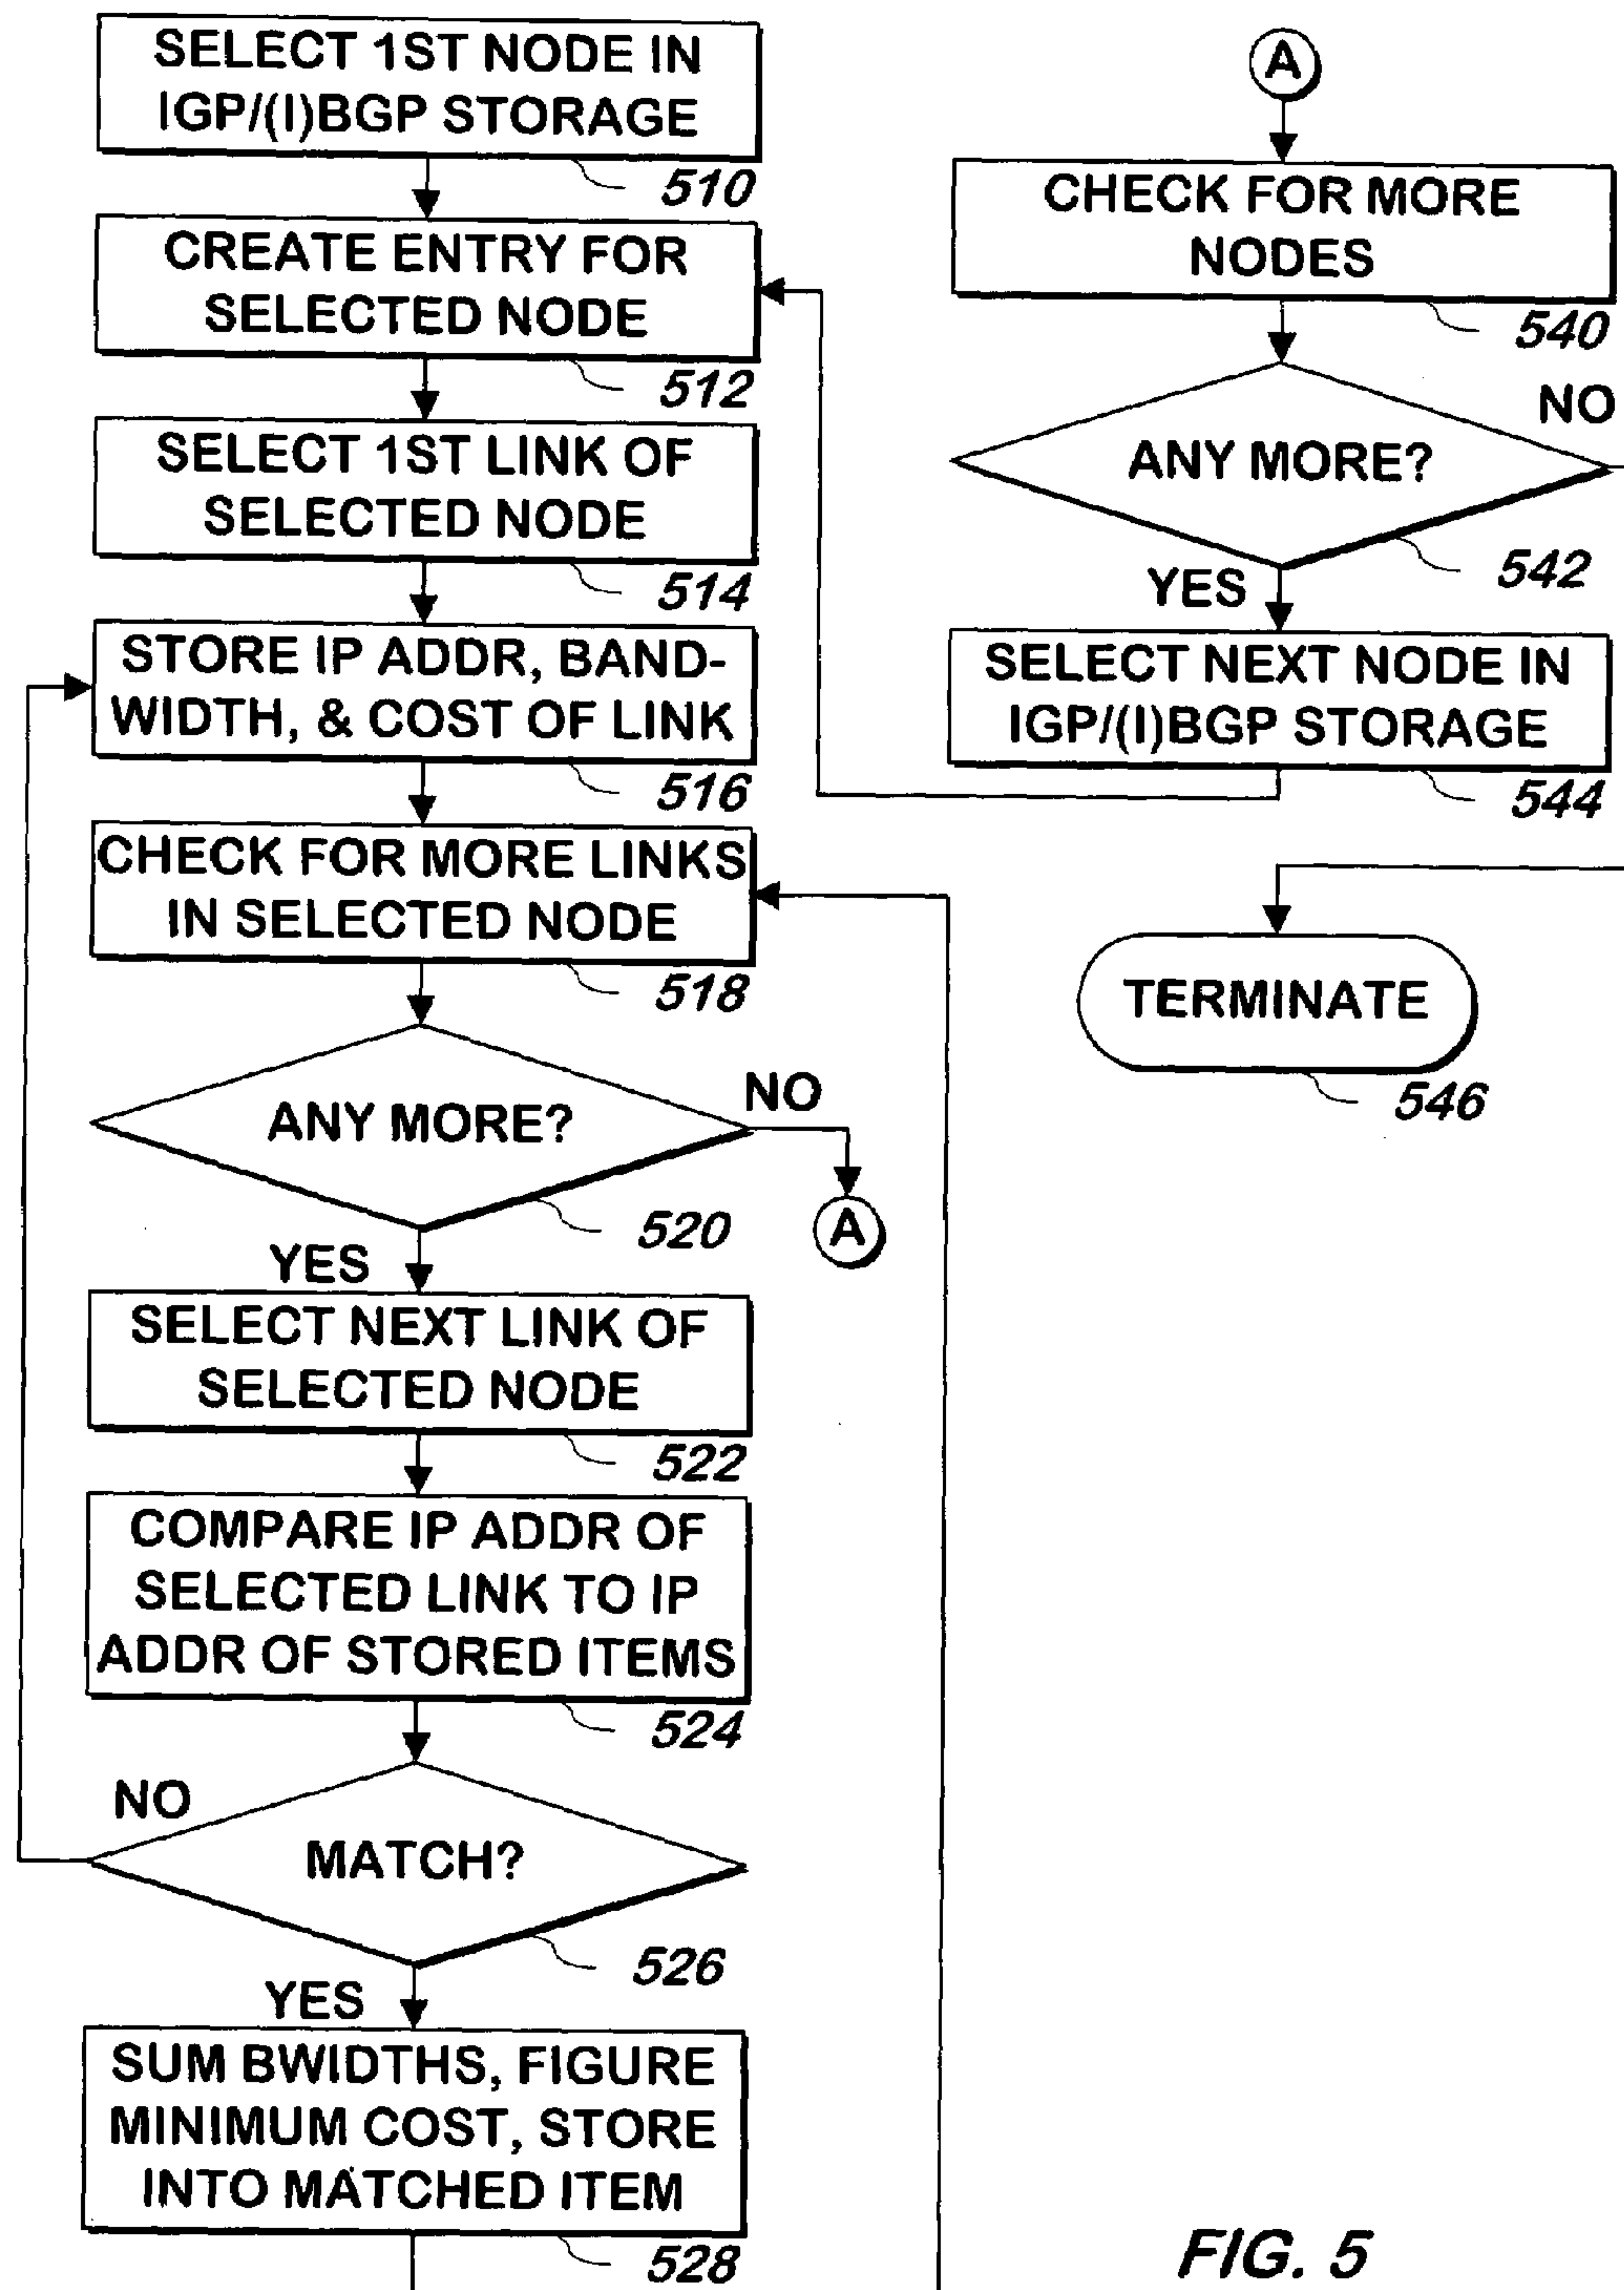 SELECT 1ST NODE IN
IGP/(I)BGP STORAGE
510
CREATE ENTRY FOR
SELECTED NODE
512
SELECT 1ST LINK OF
SELECTED NODE
514
STORE IP ADDR, BAND-
WIDTH, & COST OF LINK
516
CHECK FOR MORE LINKS
IN SELECTED NODE
518
ANY MORE?
NO
520
A
YES
SELECT NEXT LINK OF
SELECTED NODE
522
COMPARE IP ADDR OF
SELECTED LINK TO IP
ADDR OF STORED ITEMS
524
NO
MATCH?
526
YES
SUM BWIDTHS, FIGURE
MINIMUM COST, STORE
INTO MATCHED ITEM
528
A
CHECK FOR MORE
NODES
540
NO
ANY MORE?
542
YES
SELECT NEXT NODE IN
IGP/(I)BGP STORAGE
544
TERMINATE
546
FIG. 5